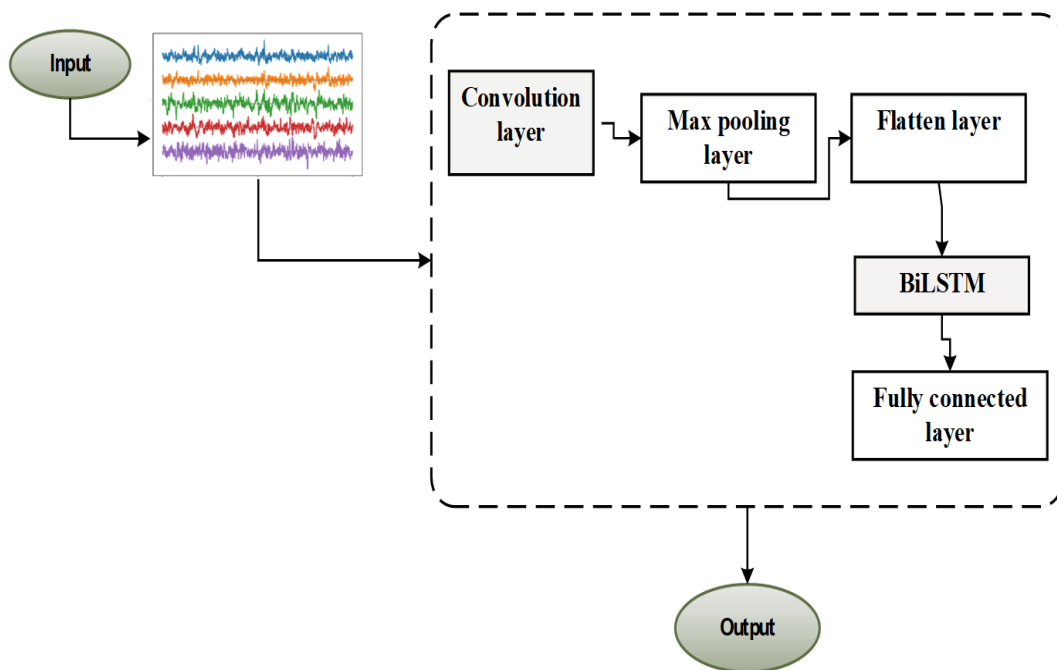 Input
Convolution
layer
Max pooling
layer
Flatten layer
BiLSTM
Fully connected
layer
Output